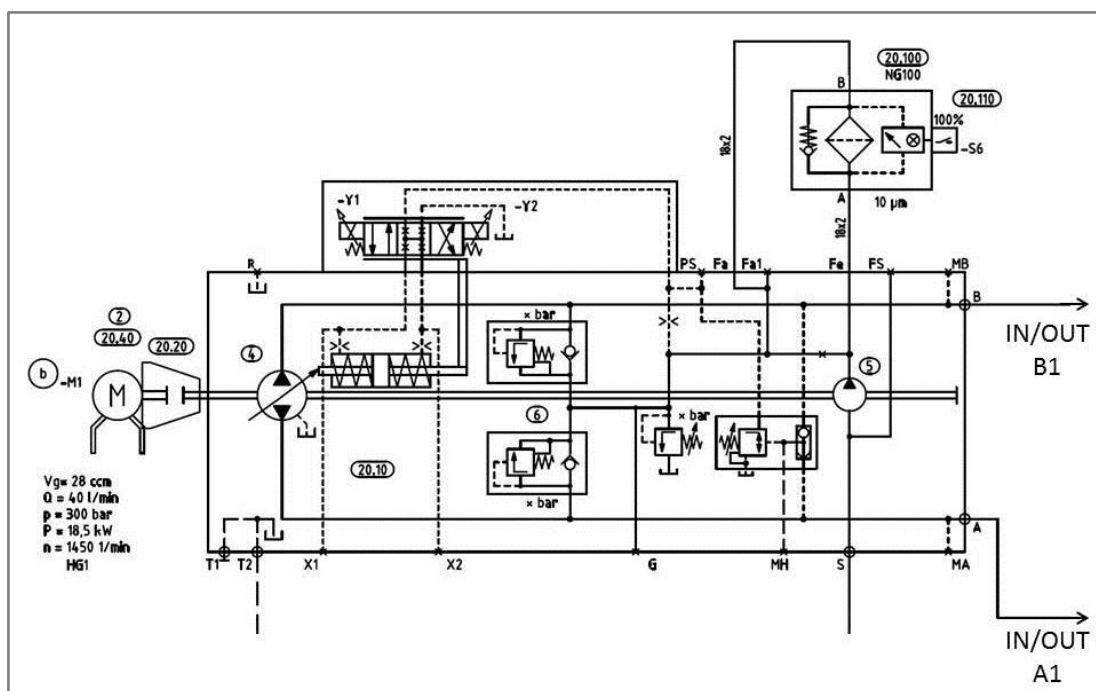 20.100
NG100
B
20.110
100%
-S6
18x2
A
10 µm
18x2
-Y1
-Y2
R
PS
Fa
Fa1
Fe
FS
MB
B
IN/OUT
B1
2
20.40
20.20
4
x bar
5
b
-M1
M
6
x bar
20.10
x bar
Vg= 28 ccm
Q = 40 l/min
p = 300 bar
P = 18,5 kW
n = 1450 1/min
HG1
A
T1
T2
X1
X2
G
MH
S
MA
IN/OUT
A1